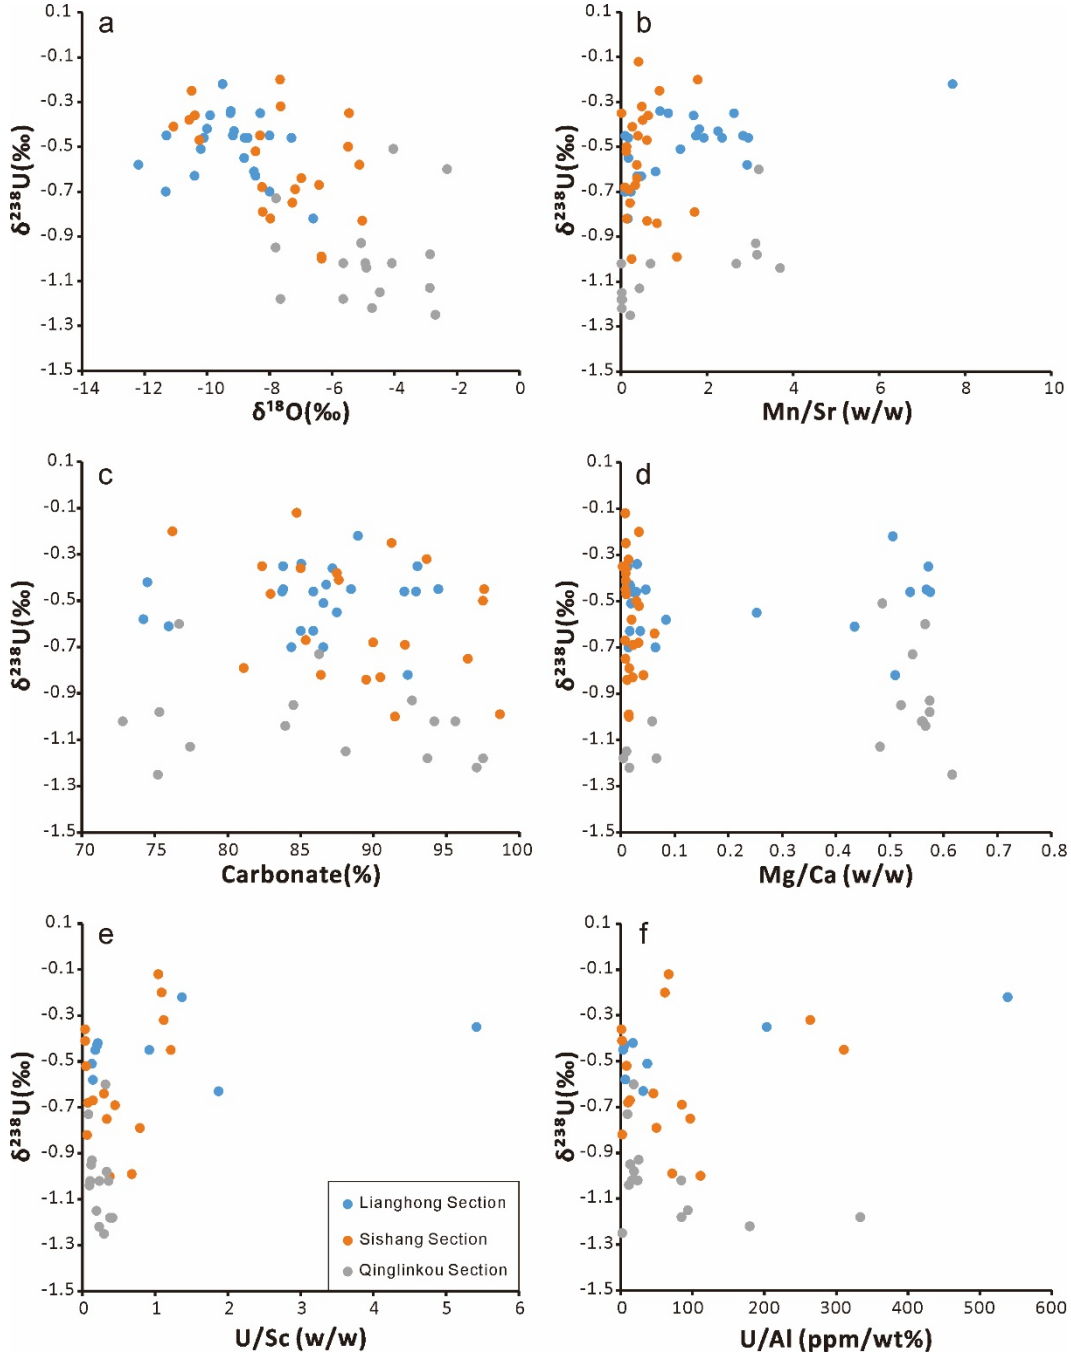 a
0.1
-0.1
-0.3
-0.5
-0.7
-0.9
-1.1
-1.3
-1.5
δ²³⁸U(‰)
-14 -12 -10 -8 -6 -4 -2 0
δ¹⁸O(‰)
b
0.1
-0.1
-0.3
-0.5
-0.7
-0.9
-1.1
-1.3
-1.5
δ²³⁸U(‰)
0 2 4 6 8 10
Mn/Sr (w/w)
c
0.1
-0.1
-0.3
-0.5
-0.7
-0.9
-1.1
-1.3
-1.5
δ²³⁸U(‰)
70 75 80 85 90 95 100
Carbonate(%)
d
0.1
-0.1
-0.3
-0.5
-0.7
-0.9
-1.1
-1.3
-1.5
δ²³⁸U(‰)
0 0.1 0.2 0.3 0.4 0.5 0.6 0.7 0.8
Mg/Ca (w/w)
e
0.1
-0.1
-0.3
-0.5
-0.7
-0.9
-1.1
-1.3
-1.5
δ²³⁸U(‰)
Lianghong Section
Sishang Section
Qinglinkou Section
0 1 2 3 4 5 6
U/Sc (w/w)
f
0.1
-0.1
-0.3
-0.5
-0.7
-0.9
-1.1
-1.3
-1.5
δ²³⁸U(‰)
0 100 200 300 400 500 600
U/Al (ppm/wt%)